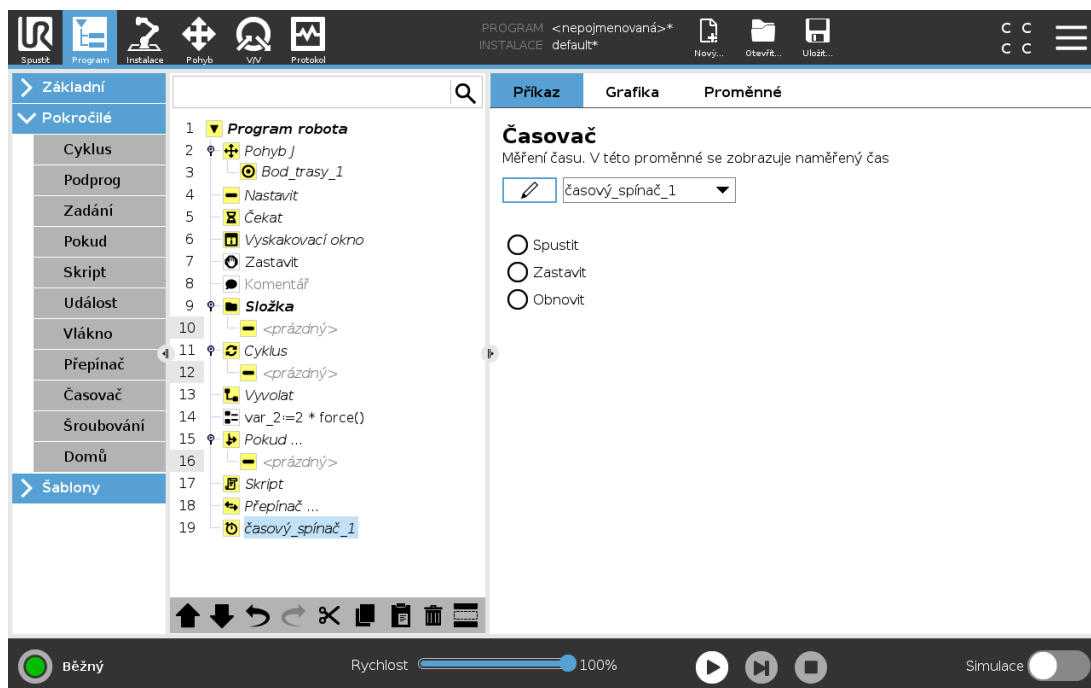 UR
Spustit
Program
Instalace
Pohyb
V/V
Protokol
PROGRAM <nepojmenovaná>*
INSTALACE default*
Nový...
Otevřít...
Uložit...
C C
C C
Základní
Pokročilé
Cyklus
Podprog
Zadání
Pokud
Skript
Událost
Vlákno
Přepínač
Časovač
Šroubování
Domů
Šablony
1 Program robota
2 Pohyb J
3 Bod_trasy_1
4 Nastavit
5 Čekat
6 Vyskakovací okno
7 Zastavit
8 Komentář
9 Složka
10 <prázdný>
11 Cyklus
12 <prázdný>
13 Vyvolat
14 var_2:=2 * force()
15 Pokud ...
16 <prázdný>
17 Skript
18 Přepínač ...
19 časový_spínač_1
Příkaz
Grafika
Proměnné
Časovač
Měření času. V této proměnné se zobrazuje naměřený čas
časový_spínač_1
Spustit
Zastavit
Obnovit
Běžný
Rychlost
100%
Simulace